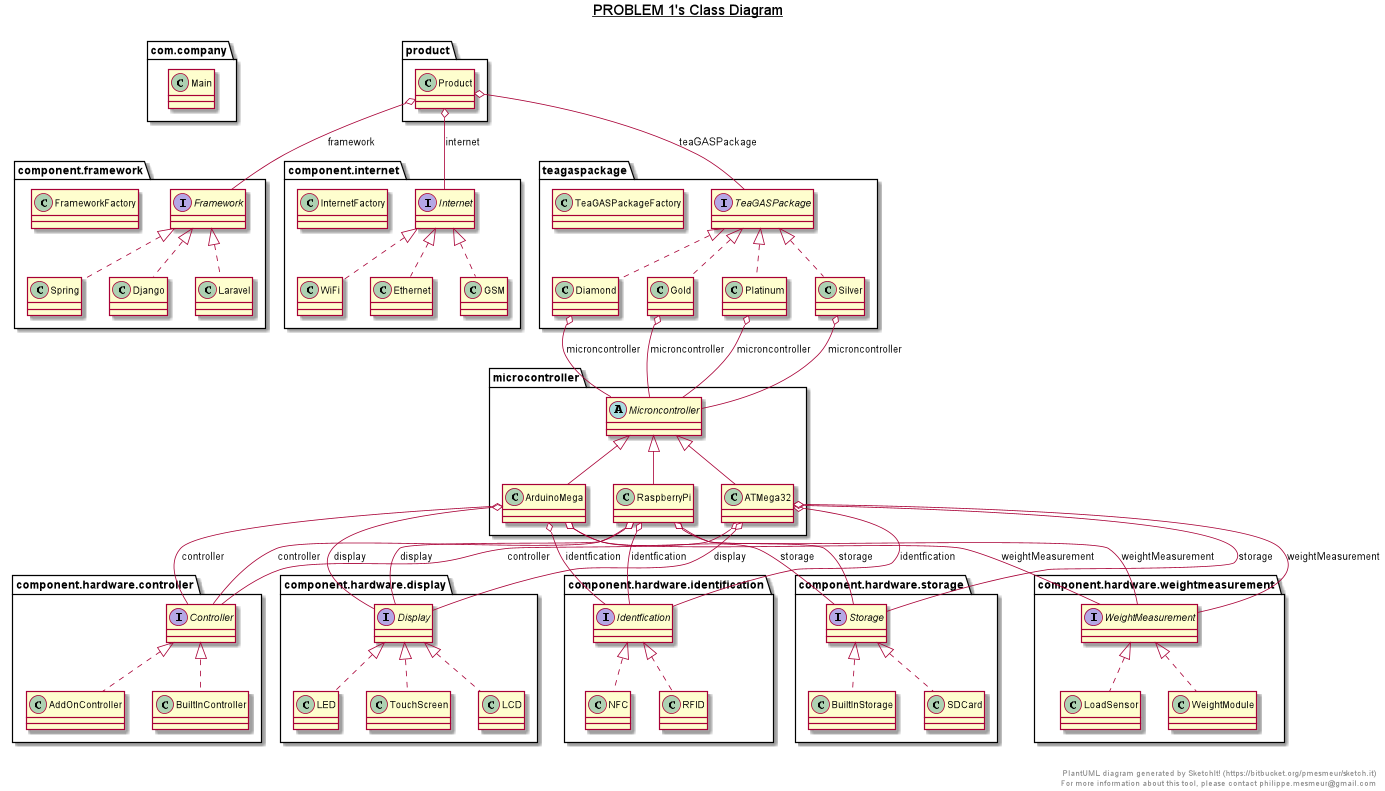 PROBLEM 1's Class Diagram
com.company
product
C Main
C Product
framework
internet
teaGASPackage
component.framework
component.internet
teagaspackage
C FrameworkFactory
I Framework
C InternetFactory
I Internet
C TeaGASPackageFactory
I TeaGASPackage
C Spring
C Django
C Laravel
C WiFi
C Ethernet
C GSM
C Diamond
C Gold
C Platinum
C Silver
microncontroller
microncontroller
microncontroller
microncontroller
microcontroller
A Microncontroller
C ArduinoMega
C RaspberryPi
C ATMega32
controller
controller
display
display
controller
identfication
identfication
display
storage
storage
identfication
weightMeasurement
weightMeasurement
storage
weightMeasurement
component.hardware.controller
component.hardware.display
component.hardware.identification
component.hardware.storage
component.hardware.weightmeasurement
I Controller
I Display
I Identfication
I Storage
I WeightMeasurement
C AddOnController
C BuiltInController
C LED
C TouchScreen
C LCD
C NFC
C RFID
C BuiltInStorage
C SDCard
C LoadSensor
C WeightModule
PlantUML diagram generated by SketchIt! (https://bitbucket.org/pmesmeur/sketch.it)
For more information about this tool, please contact philippe.mesmeur@gmail.com